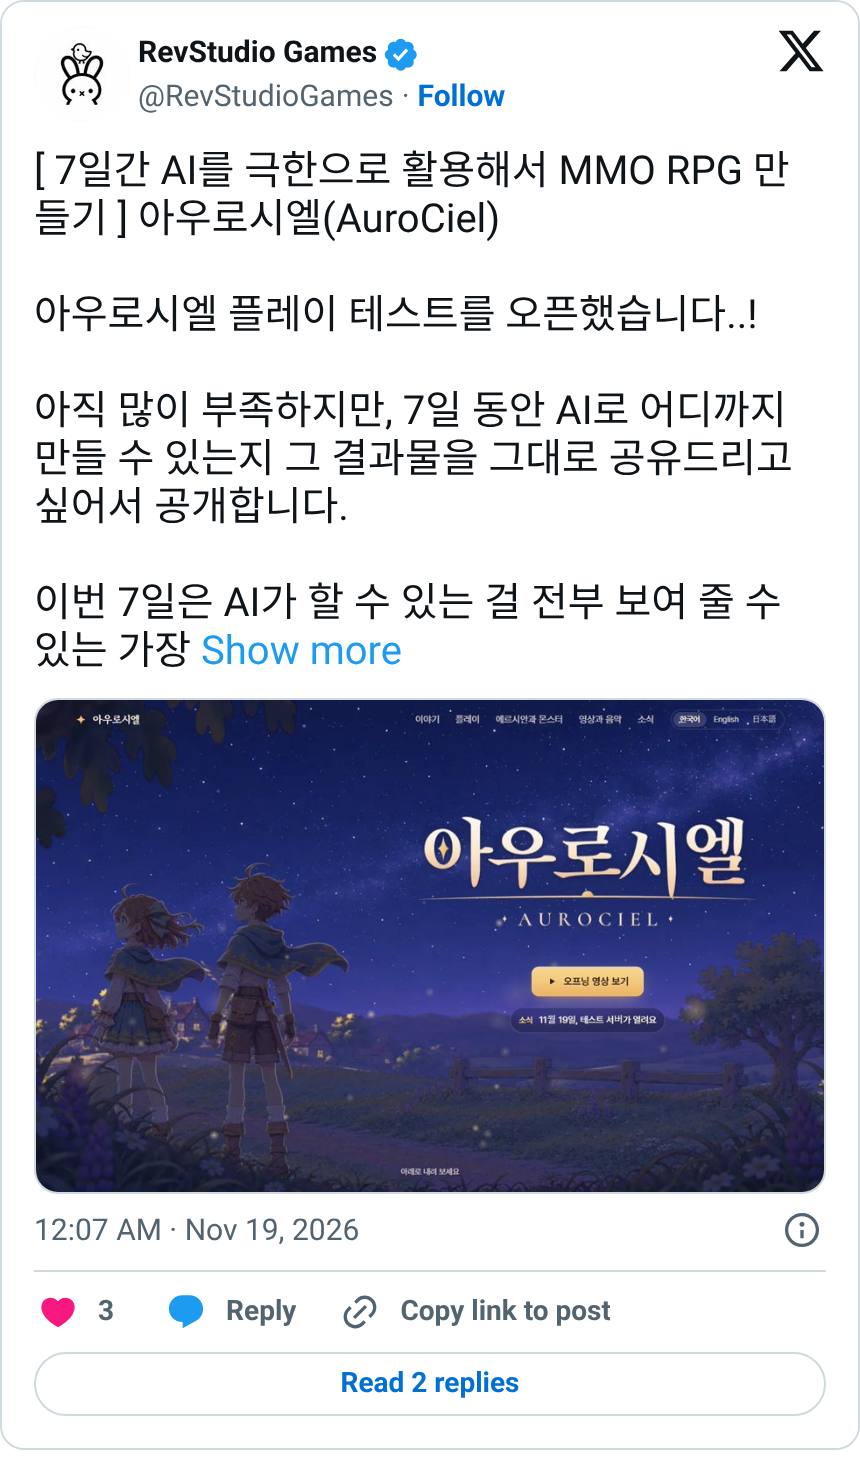 RevStudio Games
@RevStudioGames · Follow
[ 7일간 AI를 극한으로 활용해서 MMO RPG 만
들기 ] 아우로시엘(AuroCiel)
아우로시엘 플레이 테스트를 오픈했습니다..!
아직 많이 부족하지만, 7일 동안 AI로 어디까지
만들 수 있는지 그 결과물을 그대로 공유드리고
싶어서 공개합니다.
이번 7일은 AI가 할 수 있는 걸 전부 보여 줄 수
있는 가장 Show more
아우로시엘 이야기 플레이 에르시안과 몬스터 영상과 음악 소식 한국어 English 日本語
아우로시엘
AUROCIEL
오프닝 영상 보기
소식 11월 19일, 테스트 서버가 열려요
아래로 내려 보세요
12:07 AM · Nov 19, 2026
3 Reply Copy link to post
Read 2 replies